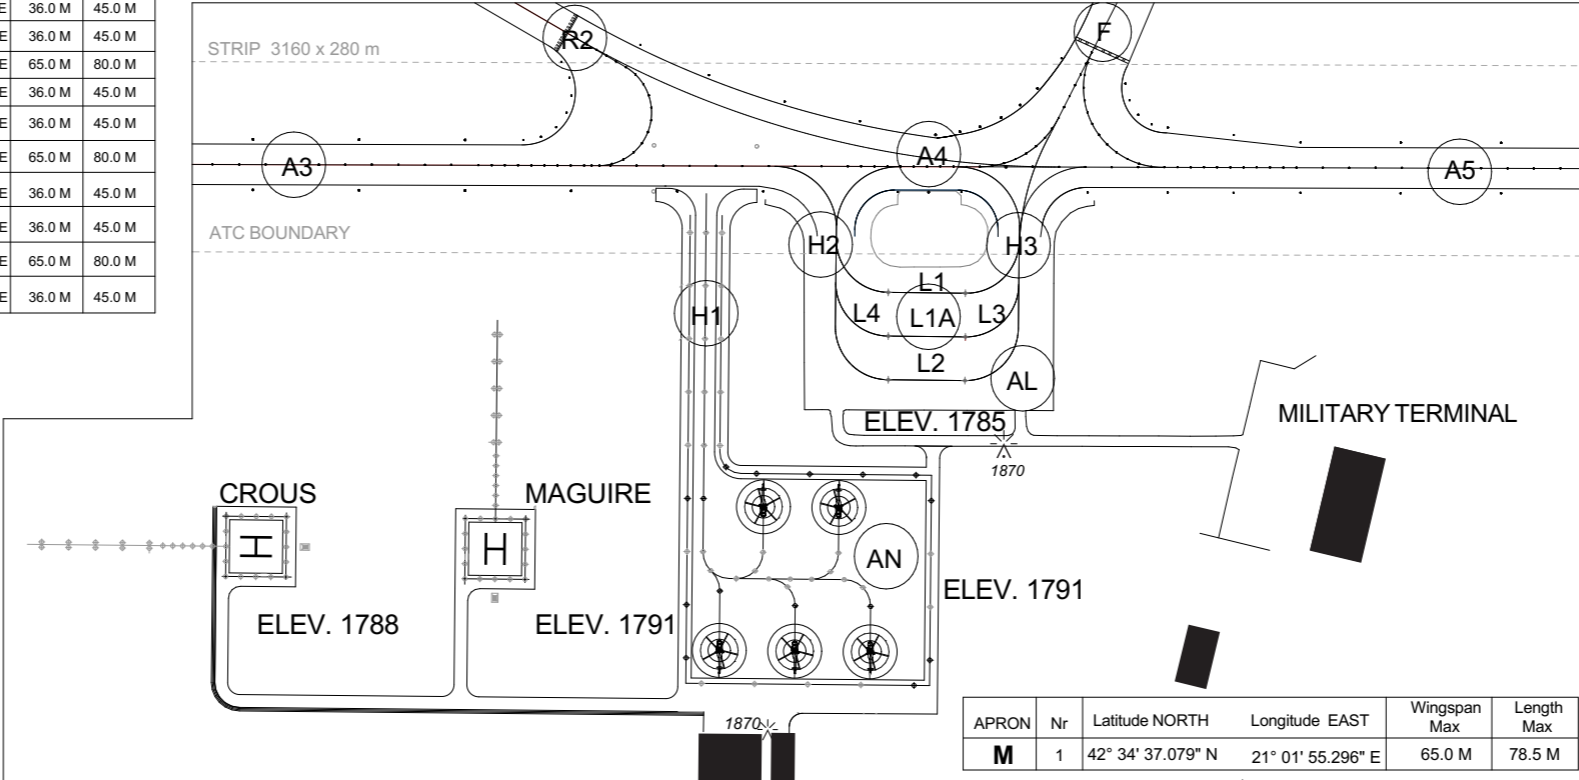 E 36.0 M 45.0 M
E 36.0 M 45.0 M
E 65.0 M 80.0 M
E 36.0 M 45.0 M
E 36.0 M 45.0 M
E 65.0 M 80.0 M
E 36.0 M 45.0 M
E 36.0 M 45.0 M
E 65.0 M 80.0 M
E 36.0 M 45.0 M
R2
F
STRIP 3160 x 280 m
A3
A4
A5
ATC BOUNDARY
H2
H3
L1
H1
L4
L1A
L3
L2
AL
ELEV. 1785
MILITARY TERMINAL
1870
CROUS
MAGUIRE
H
H
AN
ELEV. 1791
ELEV. 1788
ELEV. 1791
1870
APRON Nr Latitude NORTH Longitude EAST Wingspan Max Length Max
M 1 42° 34' 37.079" N 21° 01' 55.296" E 65.0 M 78.5 M